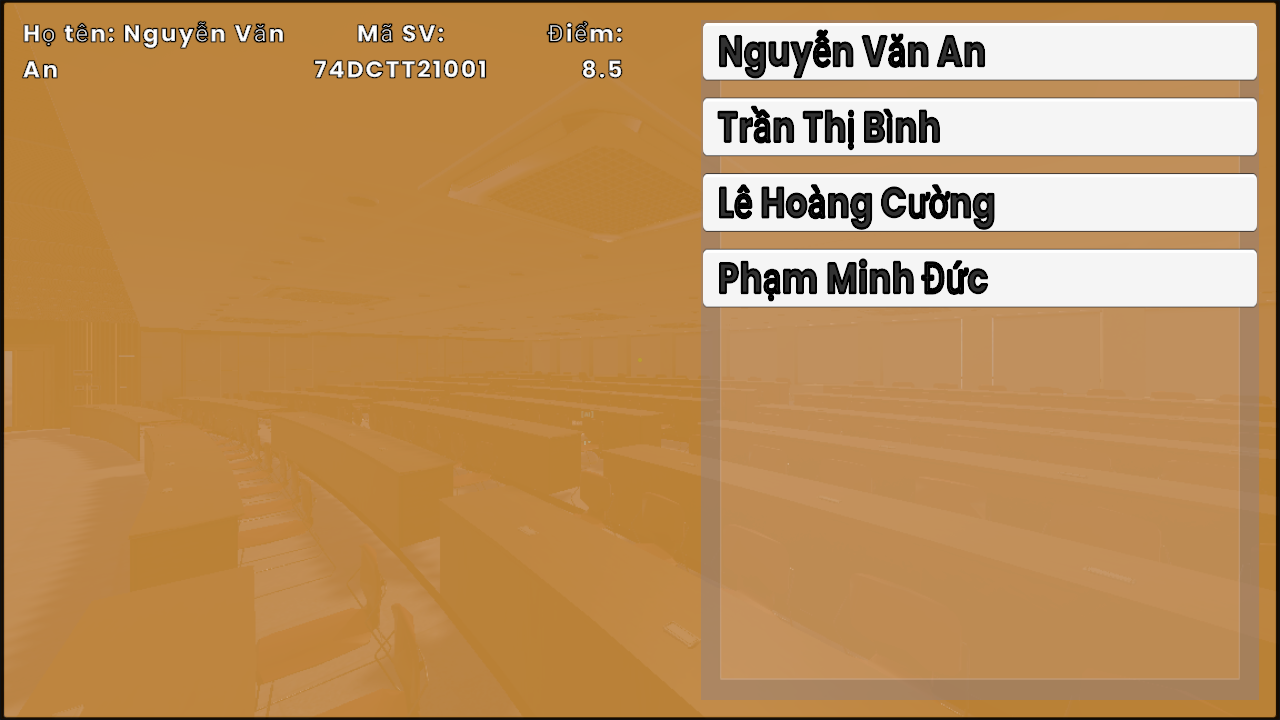 Họ tên: Nguyễn Văn An
Mã SV: 74DCTT21001
Điểm: 8.5
Nguyễn Văn An
Trần Thị Bình
Lê Hoàng Cường
Phạm Minh Đức